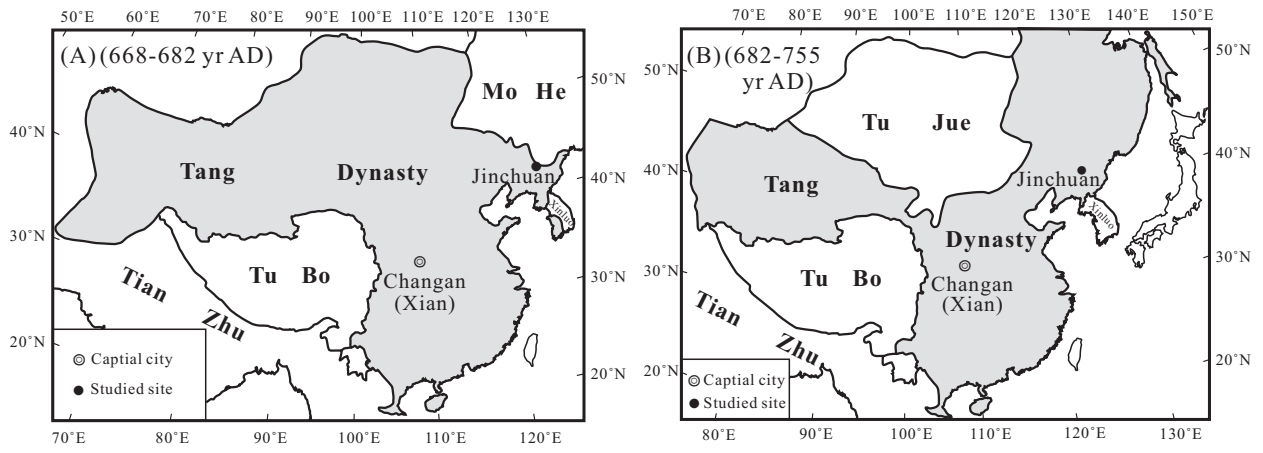 50°E 60°E 70°E 80°E 90°E 100°E 110°E 120°E 130°E
(A) (668-682 yr AD)
Mo He
50°N
40°N
Tang Dynasty
Jinchuan
40°N
Xinluo
30°N
Tu Bo
Changan
(Xian)
30°N
Tian
Zhu
20°N
Captial city
Studied site
20°N
70°E 80°E 90°E 100°E 110°E 120°E
70°E 80°E 90°E 100°E 110°E 120°E 130°E 140°E 150°E
(B) (682-755
yr AD)
50°N
50°N
Tu Jue
40°N
40°N
Tang
Jinchuan
Xinluo
Dynasty
30°N
30°N
Tu Bo
Changan
(Xian)
Tian
Zhu
20°N
20°N
Captial city
Studied site
80°E 90°E 100°E 110°E 120°E 130°E